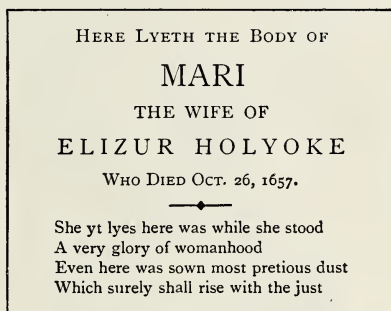 HERE LYETH THE BODY OF
MARI
THE WIFE OF
ELIZUR HOLYOKE
WHO DIED OCT. 26, 1657.
She yt lyes here was while she stood
A very glory of womanhood
Even here was sown most pretious dust
Which surely shall rise with the just